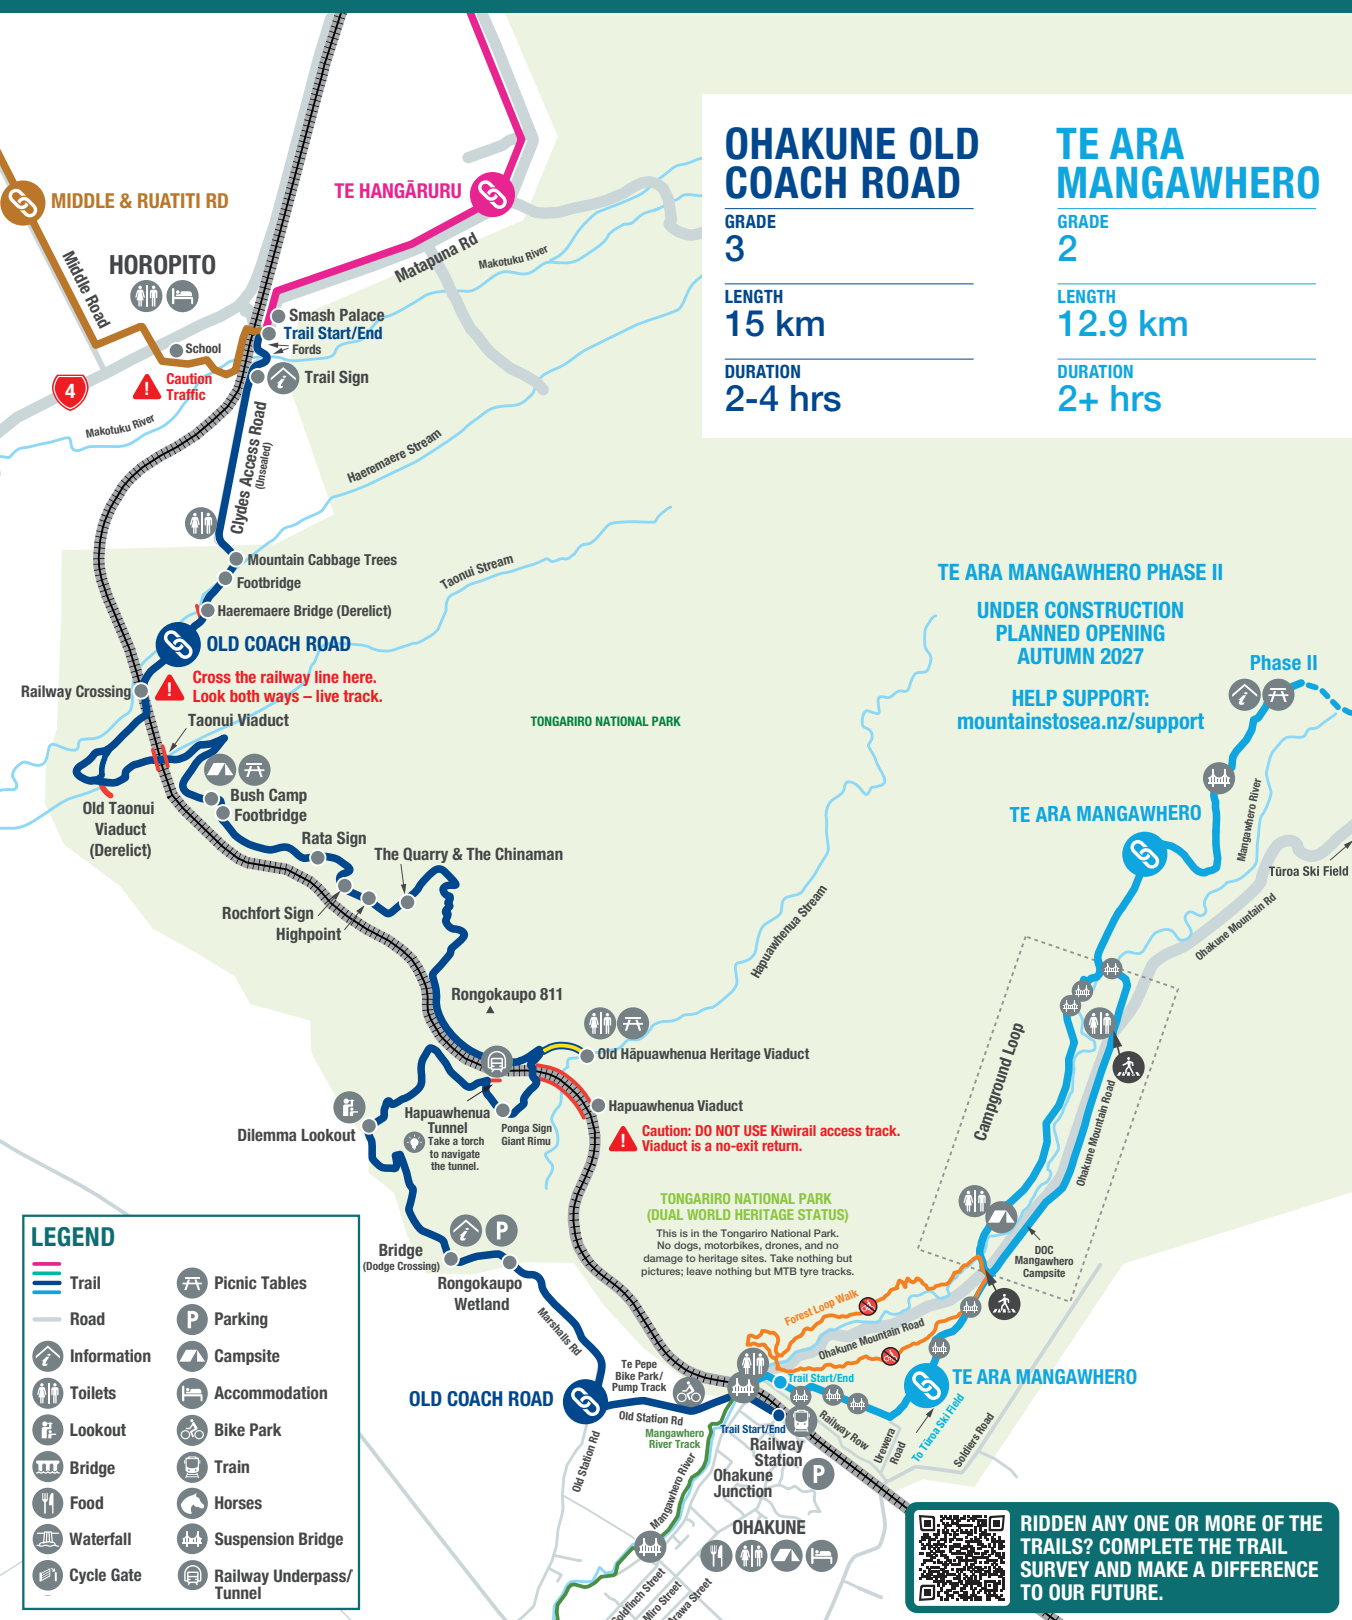 OHAKUNE OLD
COACH ROAD
GRADE
3
LENGTH
15 km
DURATION
2-4 hrs
TE ARA
MANGAWHERO
GRADE
2
LENGTH
12.9 km
DURATION
2+ hrs
MIDDLE & RUATITI RD
TE HANGĀRURU
Middle Road
HOROPITO
Matapuna Rd
Makotuku River
Smash Palace
Trail Start/End
Fords
School
Caution
Traffic
4
Trail Sign
Makotuku River
Clydes Access Road
(Unsealed)
Haeremaere Stream
Mountain Cabbage Trees
Footbridge
Taonui Stream
Haeremaere Bridge (Derelict)
OLD COACH ROAD
Cross the railway line here.
Look both ways – live track.
Railway Crossing
Taonui Viaduct
TONGARIRO NATIONAL PARK
Bush Camp
Footbridge
Old Taonui
Viaduct
(Derelict)
Rata Sign
The Quarry & The Chinaman
Rochfort Sign
Highpoint
Rongokaupo 811
Hapuawhenua Stream
Old Hāpuawhenua Heritage Viaduct
Hapuawhenua Viaduct
Caution: DO NOT USE Kiwirail access track.
Viaduct is a no-exit return.
Hapuawhenua
Tunnel
Take a torch
to navigate
the tunnel.
Ponga Sign
Giant Rimu
Dilemma Lookout
TE ARA MANGAWHERO PHASE II
UNDER CONSTRUCTION
PLANNED OPENING
AUTUMN 2027
HELP SUPPORT:
mountainstosea.nz/support
Phase II
TE ARA MANGAWHERO
Mangawhero River
Tūroa Ski Field
Ohakune Mountain Rd
Campground Loop
Ohakune Mountain Road
DOC
Mangawhero
Campsite
TONGARIRO NATIONAL PARK
(DUAL WORLD HERITAGE STATUS)
This is in the Tongariro National Park.
No dogs, motorbikes, drones, and no
damage to heritage sites. Take nothing but
pictures; leave nothing but MTB tyre tracks.
Bridge
(Dodge Crossing)
P
Rongokaupo
Wetland
Marshalls Rd
Forest Loop Walk
Ohakune Mountain Road
Te Pepe
Bike Park/
Pump Track
OLD COACH ROAD
Old Station Rd
Trail Start/End
TE ARA MANGAWHERO
Mangawhero
River Track
Trail Start/End
Railway
Station
Railway Row
Urewera
Road
To Tūroa Ski Field
Soldiers Road
Old Station Rd
Mangawhero River
Ohakune
Junction
P
OHAKUNE
Goldfinch Street
Miro Street
Arawa Street
LEGEND
Trail
Road
Information
Toilets
Lookout
Bridge
Food
Waterfall
Cycle Gate
Picnic Tables
P
Parking
Campsite
Accommodation
Bike Park
Train
Horses
Suspension Bridge
Railway Underpass/
Tunnel
RIDDEN ANY ONE OR MORE OF THE
TRAILS? COMPLETE THE TRAIL
SURVEY AND MAKE A DIFFERENCE
TO OUR FUTURE.